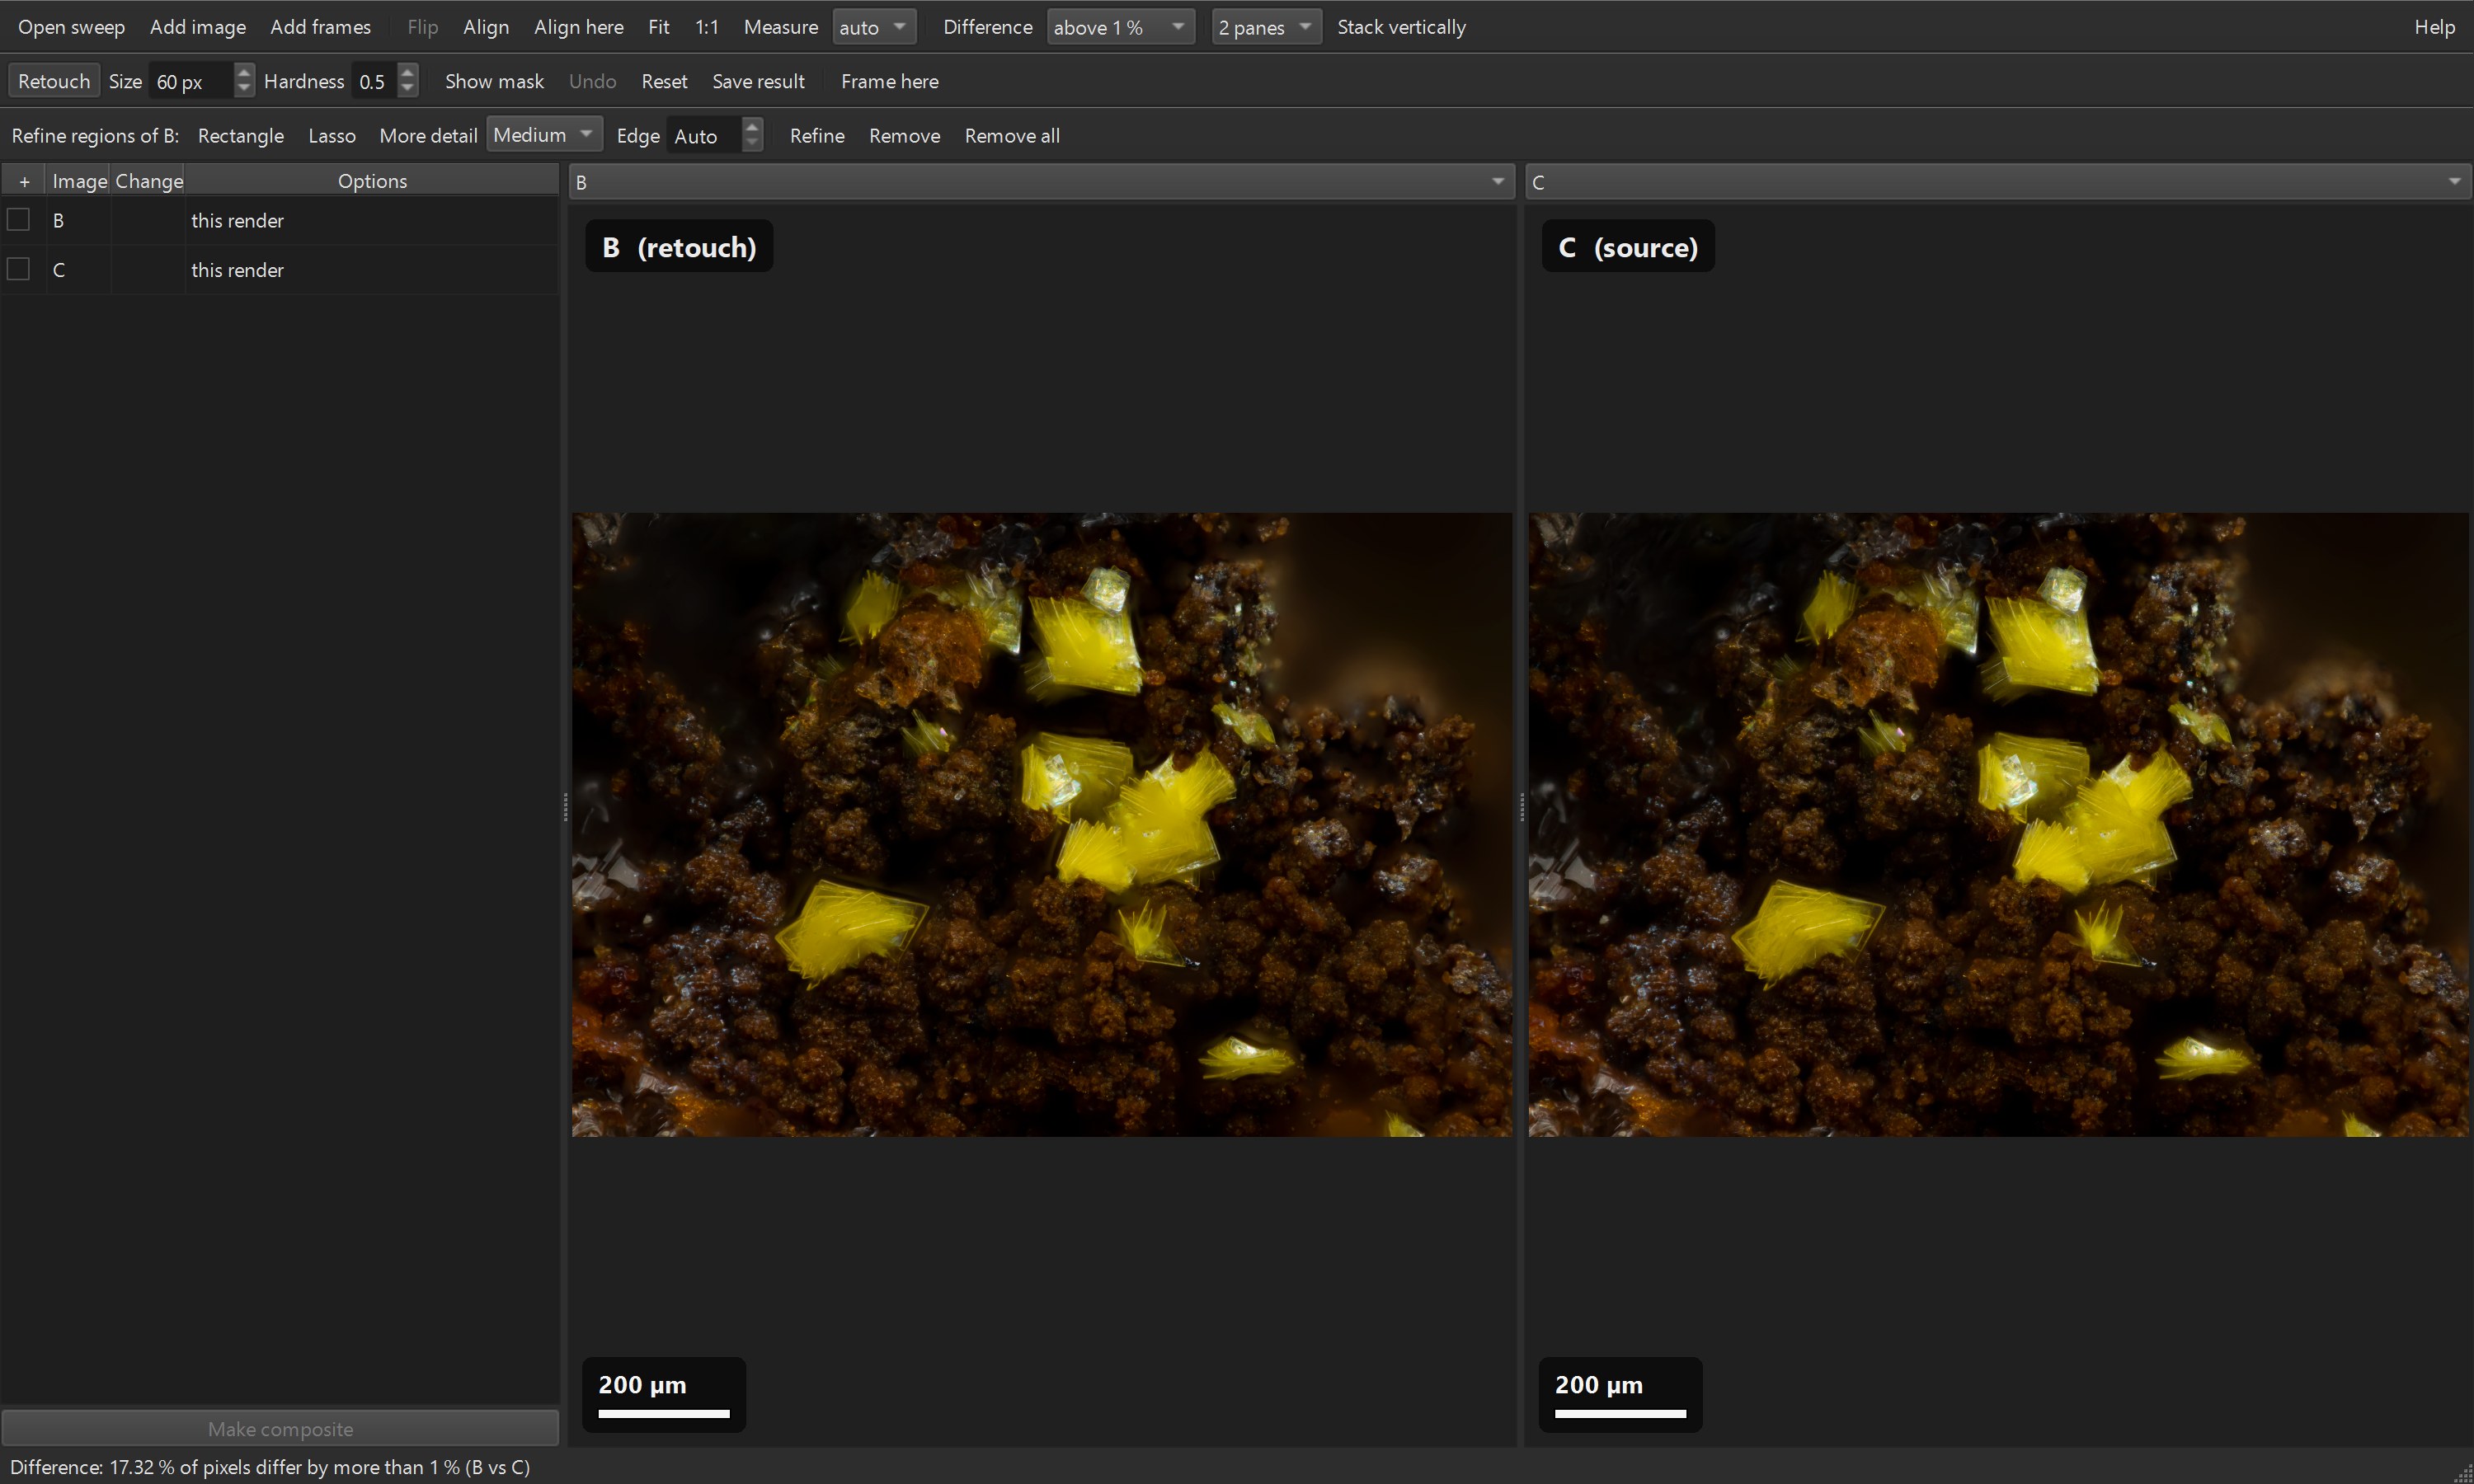 Open sweep Add image Add frames Flip Align Align here Fit 1:1 Measure auto Difference above 1 % 2 panes Stack vertically Help
Retouch Size 60 px Hardness 0.5 Show mask Undo Reset Save result Frame here
Refine regions of B: Rectangle Lasso More detail Medium Edge Auto Refine Remove Remove all
+ Image Change Options
B this render
C this render
Make composite
B
B (retouch)
200 µm
C
C (source)
200 µm
Difference: 17.32 % of pixels differ by more than 1 % (B vs C)